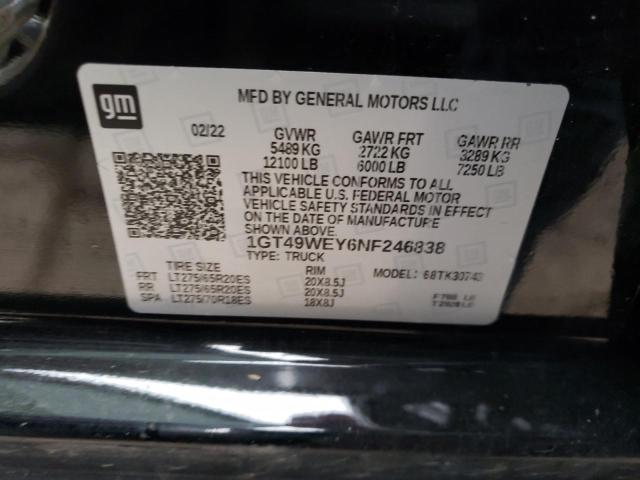 gm
MFD BY GENERAL MOTORS LLC
02/22 GVWR GAWR FRT GAWR RR
5489 KG 2722 KG 3289 KG
12100 LB 6000 LB 7250 LB
THIS VEHICLE CONFORMS TO ALL
APPLICABLE U.S. FEDERAL MOTOR
VEHICLE SAFETY STANDARDS IN EFFECT
ON THE DATE OF MANUFACTURE
SHOWN ABOVE.
1GT49WEY6NF246838
TYPE: TRUCK MODEL: 68TK30743
TIRE SIZE RIM
FRT LT275/65R20ES 20X8.5J
RR LT275/65R20ES 20X8.5J
SPA LT275/70R18ES 18X8J